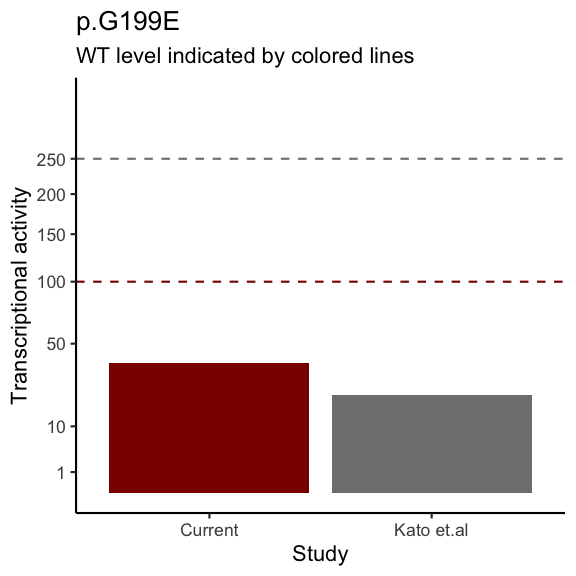 p.G199E
WT level indicated by colored lines
250
200
150
100
50
10
1
Transcriptional activity
Current
Kato et.al
Study